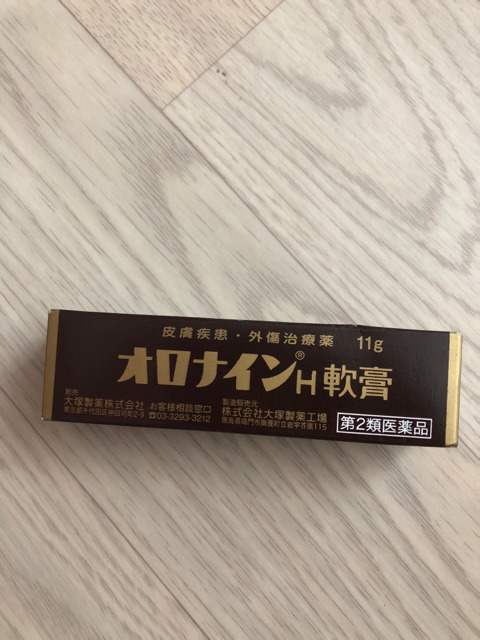 皮膚疾患・外傷治療薬 11g
オロナイン®H軟膏
販売
大塚製薬株式会社 お客様相談窓口
東京都千代田区神田司町2-9 ☎03-3293-3212
製造販売元
株式会社大塚製薬工場
徳島県鳴門市撫養町立岩字芥原115
第2類医薬品